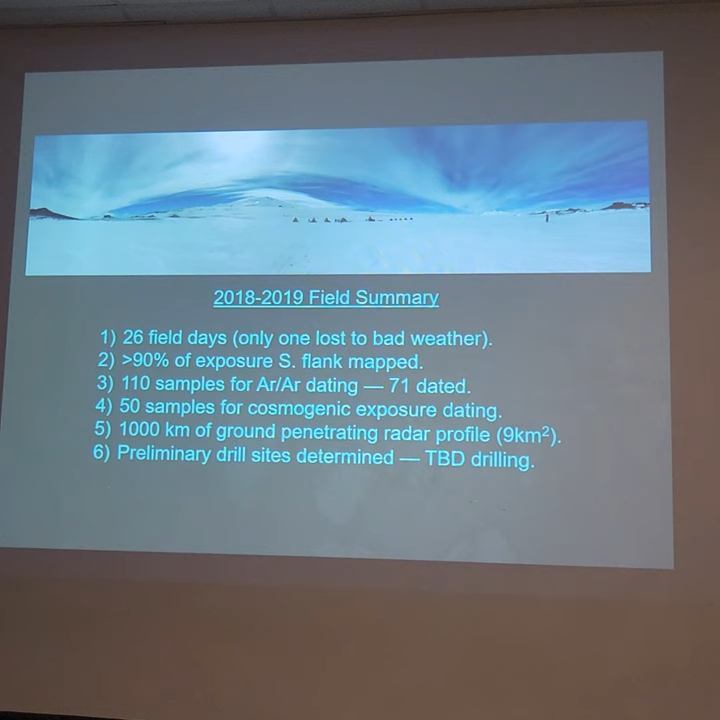 2018-2019 Field Summary
1) 26 field days (only one lost to bad weather).
2) >90% of exposure S. flank mapped.
3) 110 samples for Ar/Ar dating — 71 dated.
4) 50 samples for cosmogenic exposure dating.
5) 1000 km of ground penetrating radar profile (9km²).
6) Preliminary drill sites determined — TBD drilling.